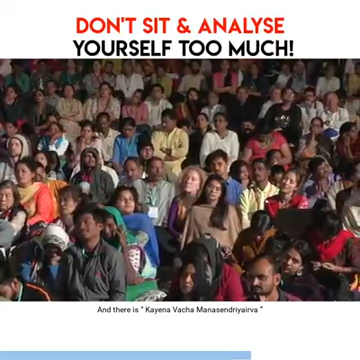 DON'T SIT & ANALYSE
YOURSELF TOO MUCH!
And there is " Kayena Vacha Manasendriyairva "